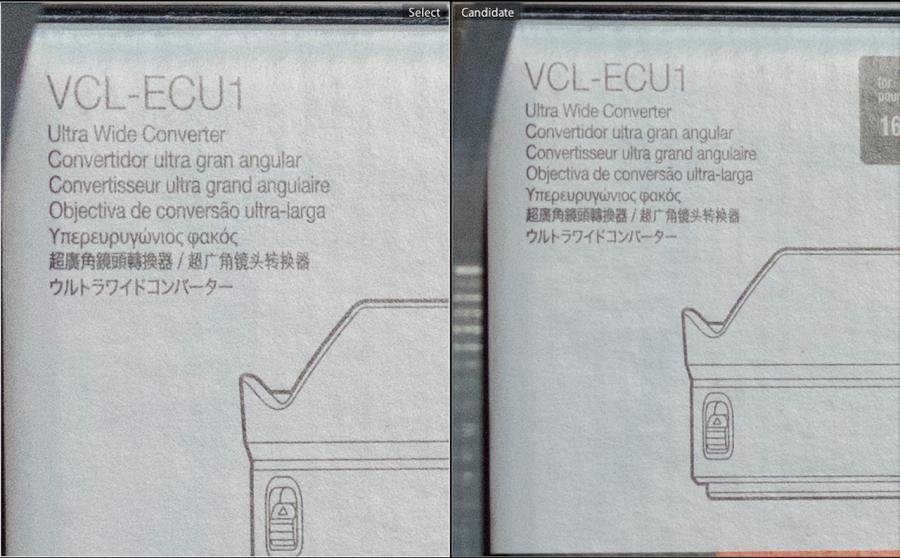 Select
VCL-ECU1
Ultra Wide Converter
Convertidor ultra gran angular
Convertisseur ultra grand angulaire
Objectiva de conversão ultra-larga
Υπερευρυγώνιος φακός
超廣角鏡頭轉換器 / 超广角镜头转换器
ウルトラワイドコンバーター
Candidate
VCL-ECU1
Ultra Wide Converter
Convertidor ultra gran angular
Convertisseur ultra grand angulaire
Objectiva de conversão ultra-larga
Υπερευρυγώνιος φακός
超廣角鏡頭轉換器 / 超广角镜头转换器
ウルトラワイドコンバーター
for
pour
16